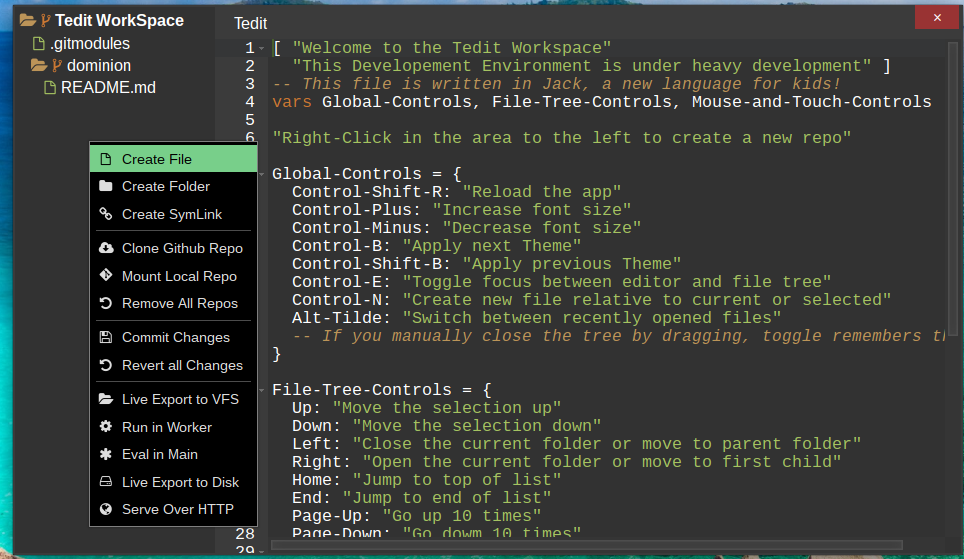 Tedit WorkSpace
.gitmodules
dominion
README.md
Create File
Create Folder
Create SymLink
Clone Github Repo
Mount Local Repo
Remove All Repos
Commit Changes
Revert all Changes
Live Export to VFS
Run in Worker
Eval in Main
Live Export to Disk
Serve Over HTTP
Tedit
×
1 [ "Welcome to the Tedit Workspace"
2 "This Developement Environment is under heavy development" ]
3 -- This file is written in Jack, a new language for kids!
4 vars Global-Controls, File-Tree-Controls, Mouse-and-Touch-Controls
5
6 "Right-Click in the area to the left to create a new repo"
Global-Controls = {
Control-Shift-R: "Reload the app"
Control-Plus: "Increase font size"
Control-Minus: "Decrease font size"
Control-B: "Apply next Theme"
Control-Shift-B: "Apply previous Theme"
Control-E: "Toggle focus between editor and file tree"
Control-N: "Create new file relative to current or selected"
Alt-Tilde: "Switch between recently opened files"
-- If you manually close the tree by dragging, toggle remembers
}
File-Tree-Controls = {
Up: "Move the selection up"
Down: "Move the selection down"
Left: "Close the current folder or move to parent folder"
Right: "Open the current folder or move to first child"
Home: "Jump to top of list"
End: "Jump to end of list"
Page-Up: "Go up 10 times"
28 Page-Down: "Go dowm 10 times"
29